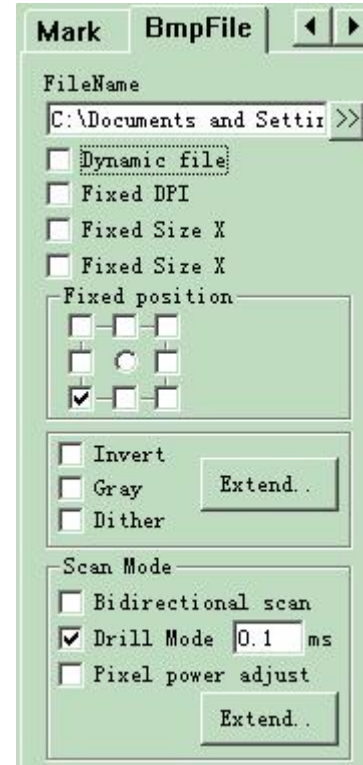 Mark BmpFile
FileName
C:\Documents and Settir >>
Dynamic file
Fixed DPI
Fixed Size X
Fixed Size X
Fixed position
Invert
Gray Extend..
Dither
Scan Mode
Bidirectional scan
Drill Mode 0.1 ms
Pixel power adjust
Extend..